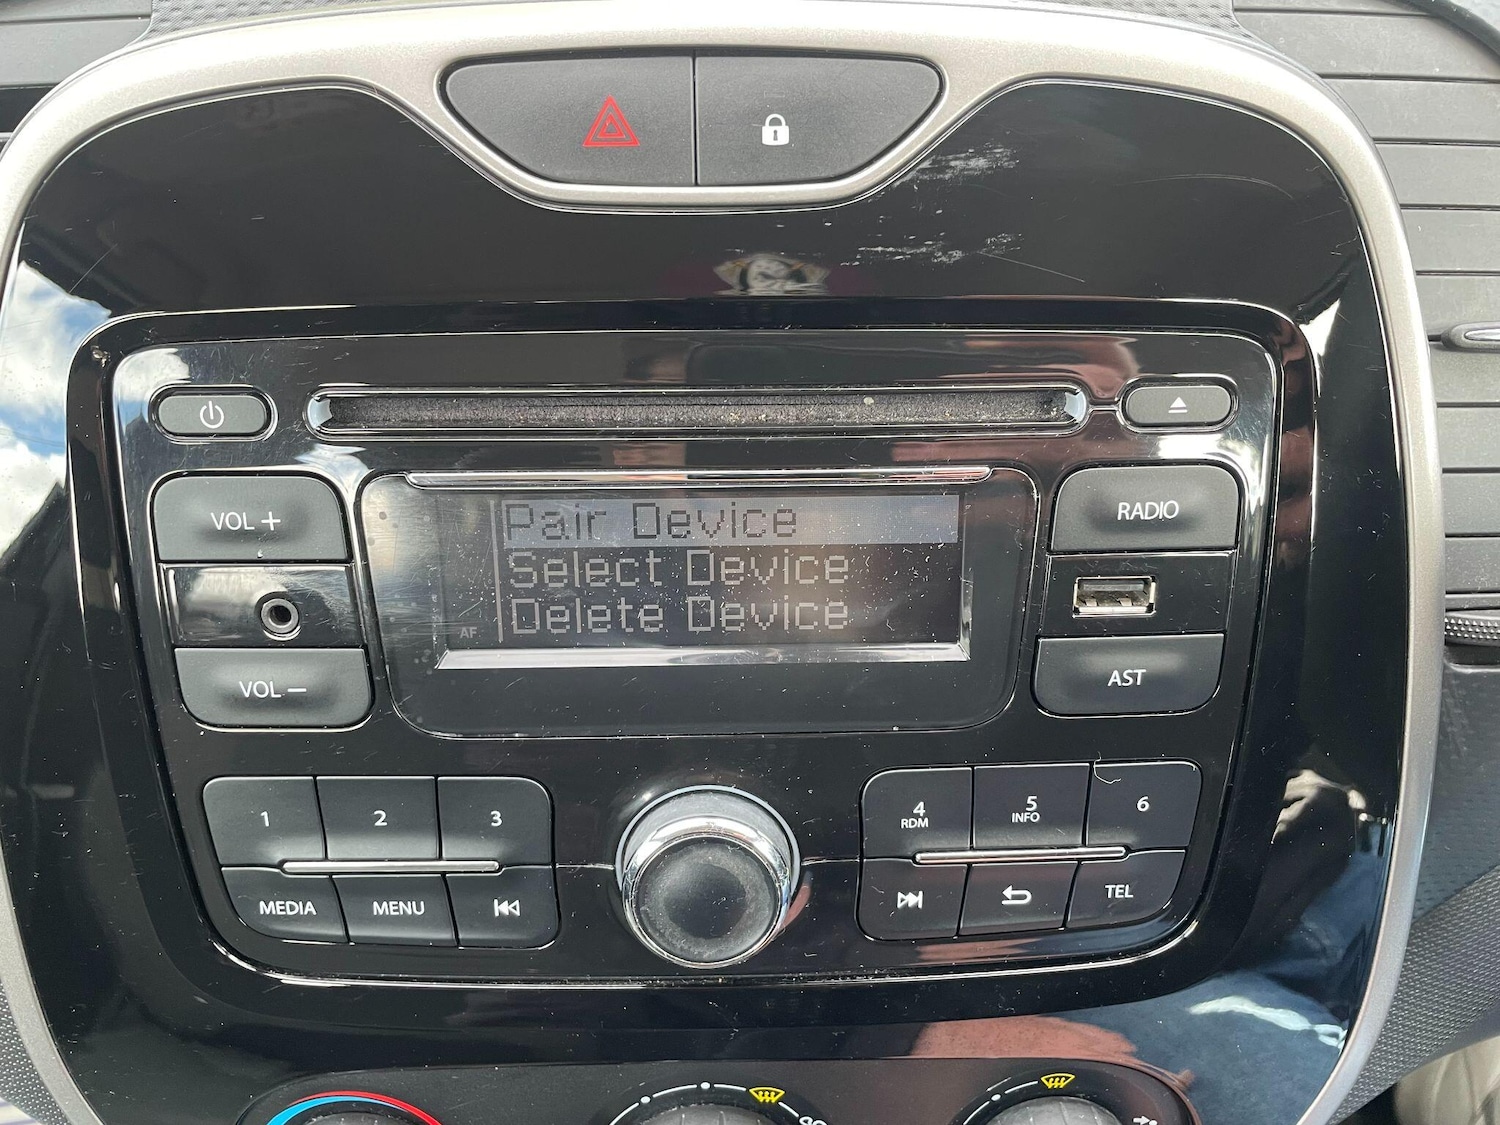 VOL +
Pair Device
Select Device
Delete Device
AF
VOL −
RADIO
AST
1
2
3
MEDIA
MENU
4
RDM
5
INFO
6
TEL